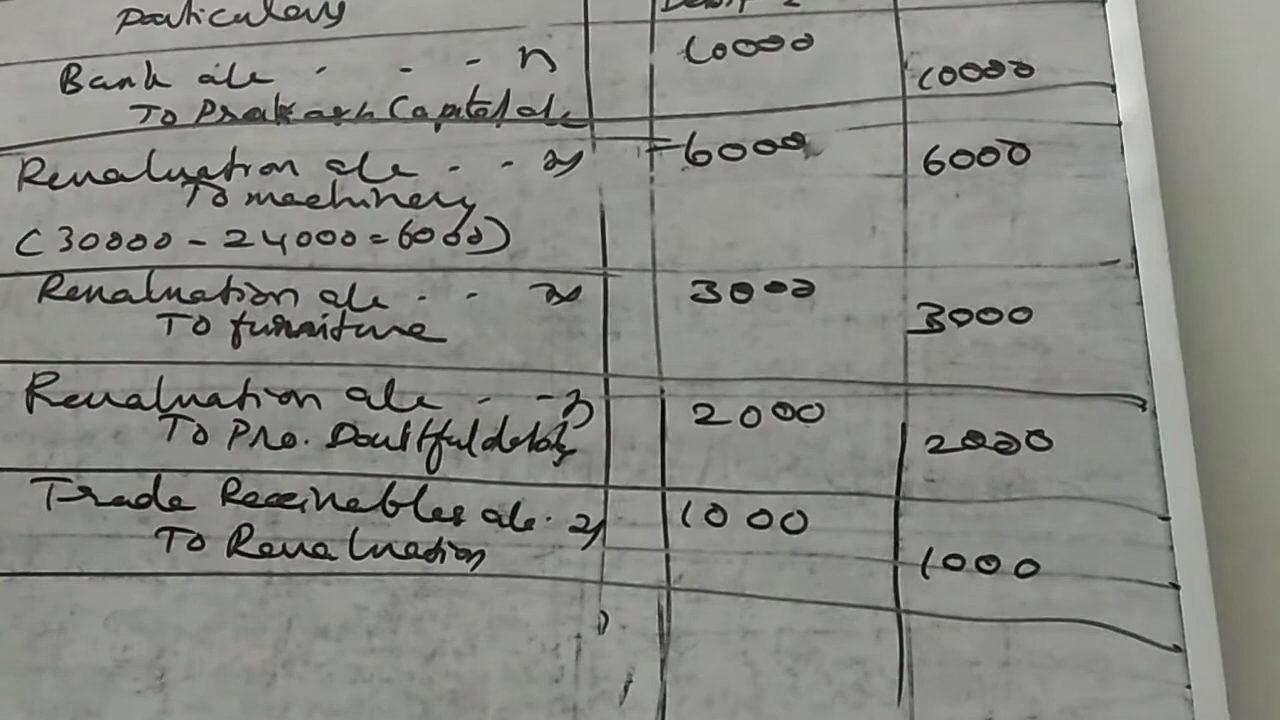 Particulars Debit
Bank a/c - - - Dr 10000
To Prakash Capital a/c 10000
Revaluation a/c - - Dr 6000 6000
To machinery
(30000 - 24000 = 6000)
Revaluation a/c - - Dr 3000
To furniture 3000
Revaluation a/c - - Dr 2000
To Pro. Doubtful debts 2000
Trade Receivables a/c. Dr 1000
To Revaluation 1000